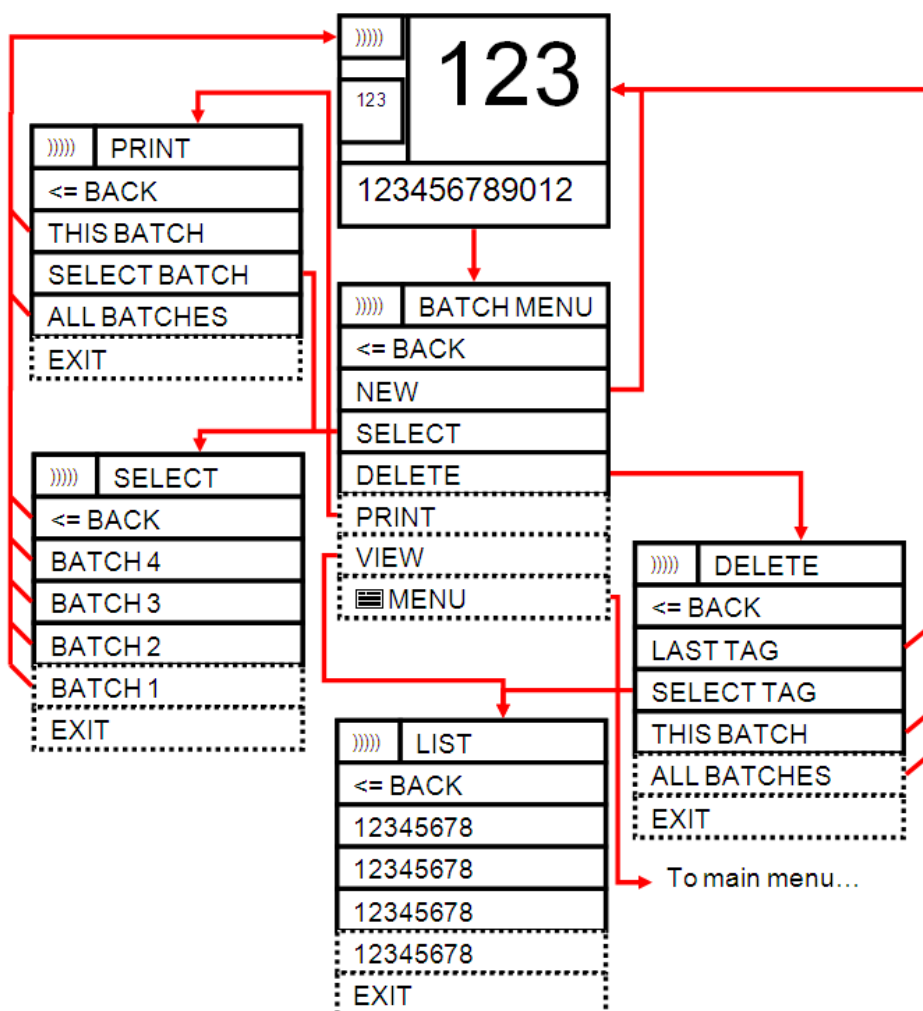 )))))
123
123
123456789012
))))) PRINT
<= BACK
THIS BATCH
SELECT BATCH
ALL BATCHES
EXIT
))))) BATCH MENU
<= BACK
NEW
SELECT
DELETE
PRINT
VIEW
MENU
))))) SELECT
<= BACK
BATCH 4
BATCH 3
BATCH 2
BATCH 1
EXIT
))))) DELETE
<= BACK
LAST TAG
SELECT TAG
THIS BATCH
ALL BATCHES
EXIT
))))) LIST
<= BACK
12345678
12345678
12345678
12345678
EXIT
To main menu...